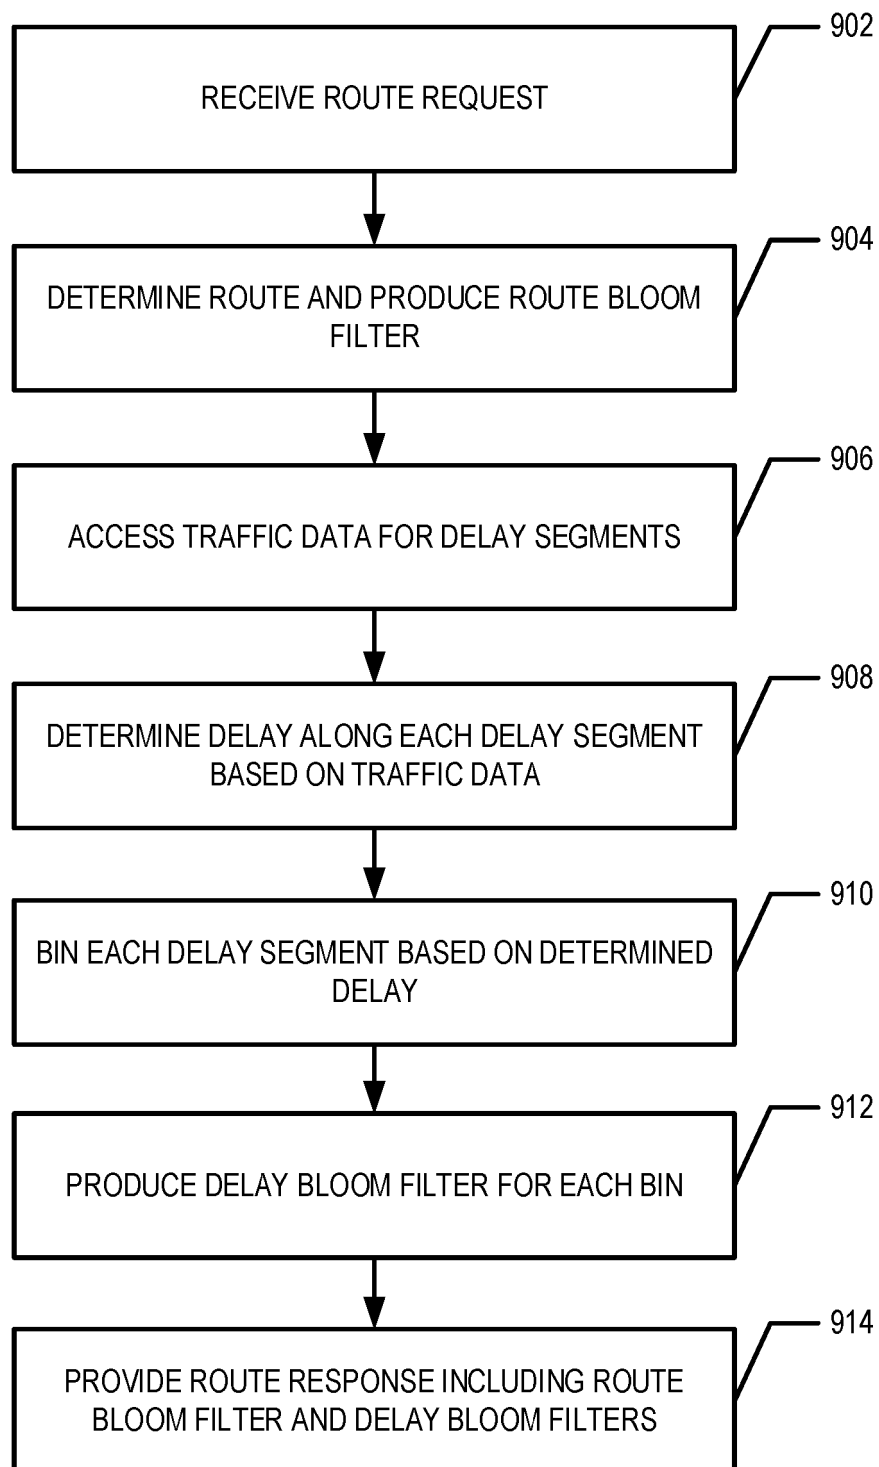 902
RECEIVE ROUTE REQUEST
904
DETERMINE ROUTE AND PRODUCE ROUTE BLOOM
FILTER
906
ACCESS TRAFFIC DATA FOR DELAY SEGMENTS
908
DETERMINE DELAY ALONG EACH DELAY SEGMENT
BASED ON TRAFFIC DATA
910
BIN EACH DELAY SEGMENT BASED ON DETERMINED
DELAY
912
PRODUCE DELAY BLOOM FILTER FOR EACH BIN
914
PROVIDE ROUTE RESPONSE INCLUDING ROUTE
BLOOM FILTER AND DELAY BLOOM FILTERS